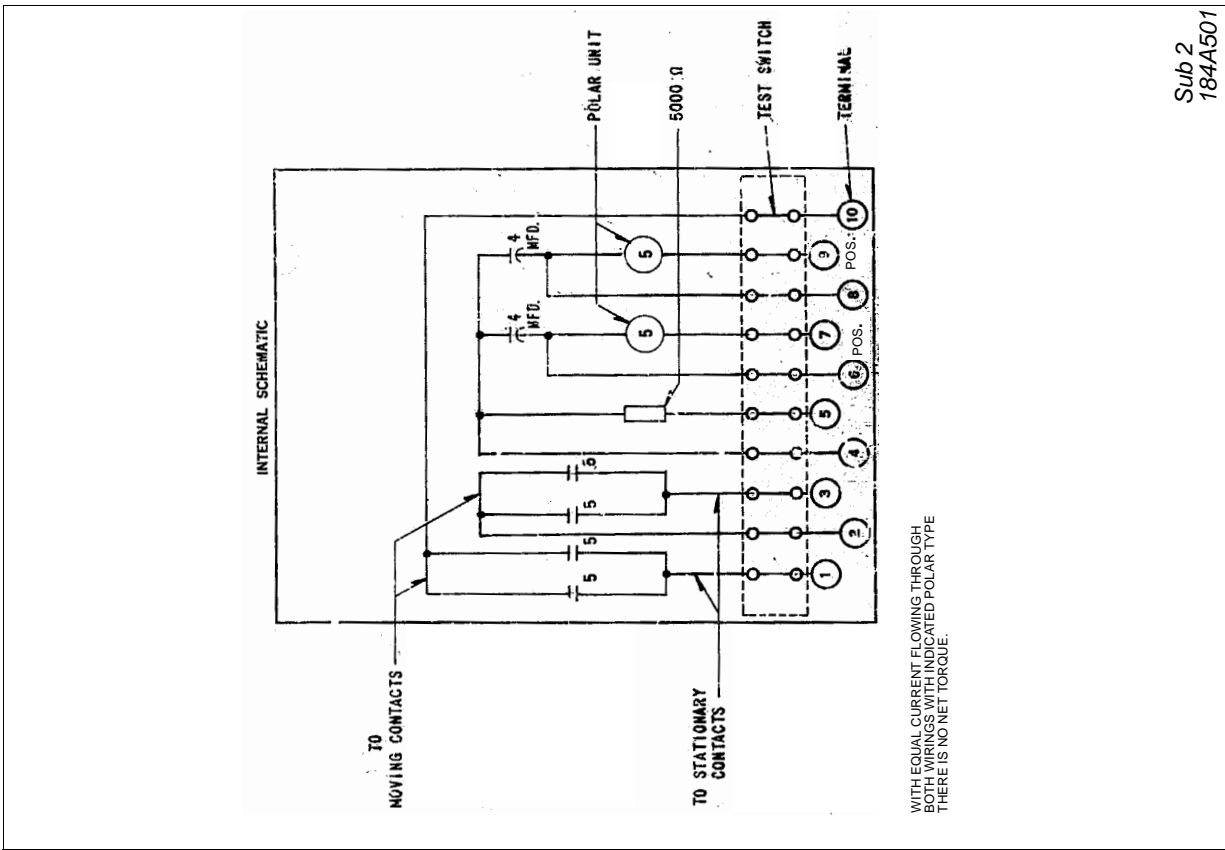 Sub 2
184A501
INTERNAL SCHEMATIC
POLAR UNIT
5000 Ω
TEST SWITCH
TERMINAL
4
MFD.
4
MFD.
5
5
5
5
5
TO
MOVING CONTACTS
TO STATIONARY
CONTACTS
1
2
3
4
5
6
7
8
9
10
POS.
POS.
WITH EQUAL CURRENT FLOWING THROUGH
BOTH WIRINGS WITH INDICATED POLAR TYPE
THERE IS NO NET TORQUE.